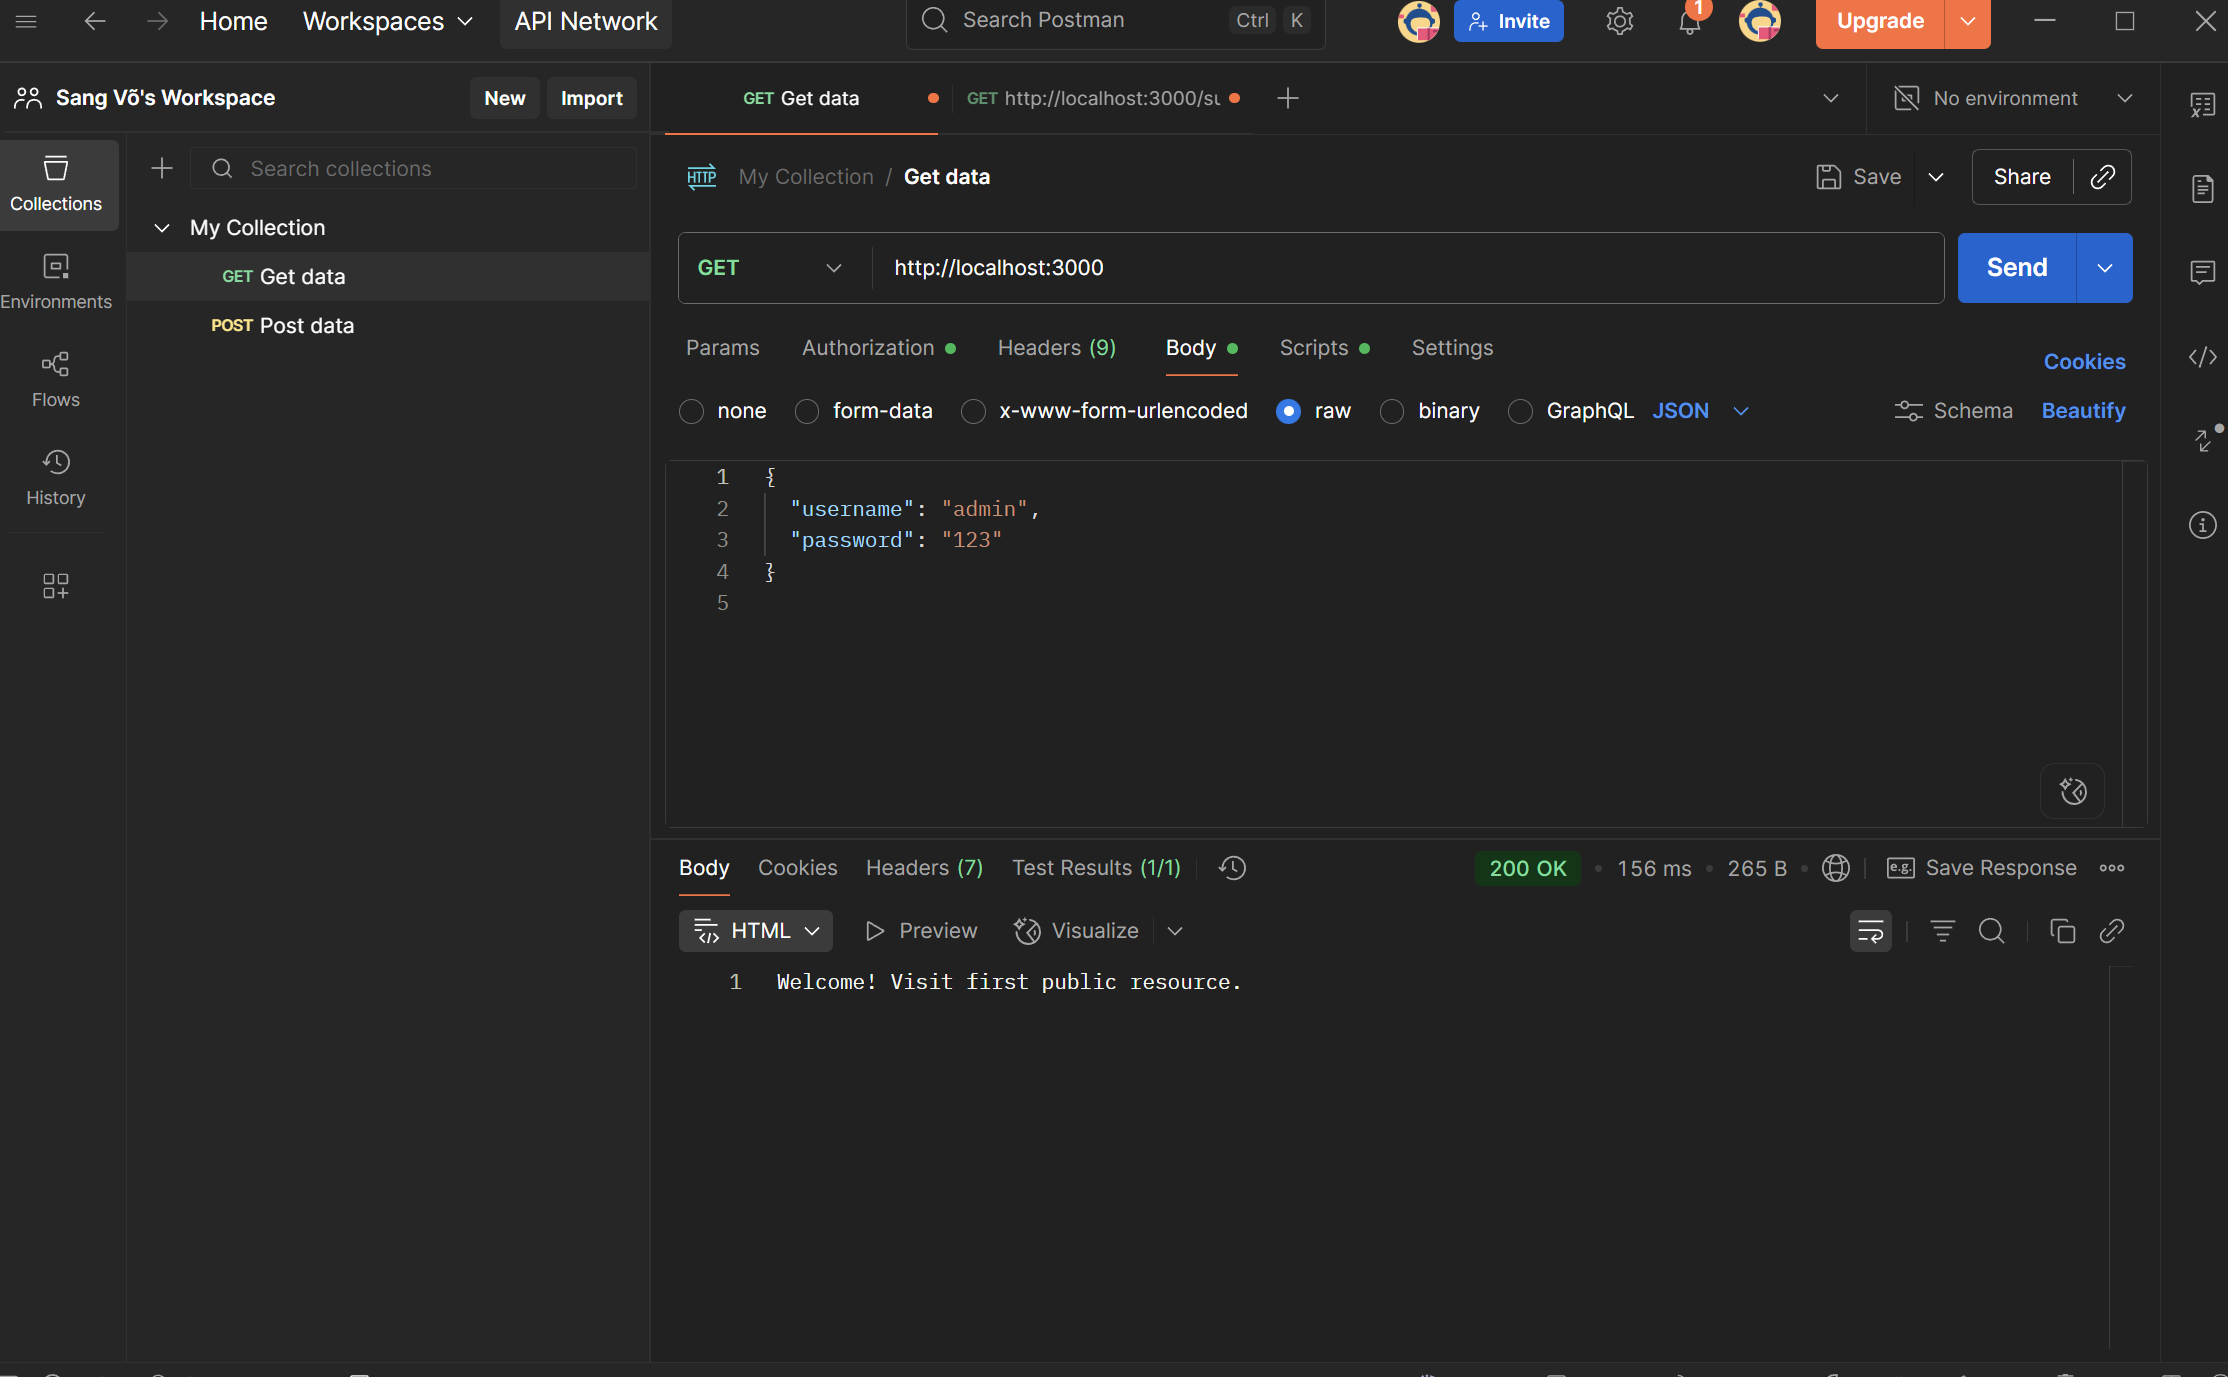 Home Workspaces API Network Search Postman Ctrl K Invite 1 Upgrade
Sang Võ's Workspace New Import
GET Get data GET http://localhost:3000/su No environment
Collections
Search collections
HTTP My Collection / Get data Save Share
My Collection
GET Get data
POST Post data
Environments
Flows
History
GET http://localhost:3000 Send
Params Authorization Headers (9) Body Scripts Settings Cookies
none form-data x-www-form-urlencoded raw binary GraphQL JSON Schema Beautify
1 {
2 "username": "admin",
3 "password": "123"
4 }
5
Body Cookies Headers (7) Test Results (1/1) 200 OK • 156 ms • 265 B • e.g. Save Response
HTML Preview Visualize
1 Welcome! Visit first public resource.